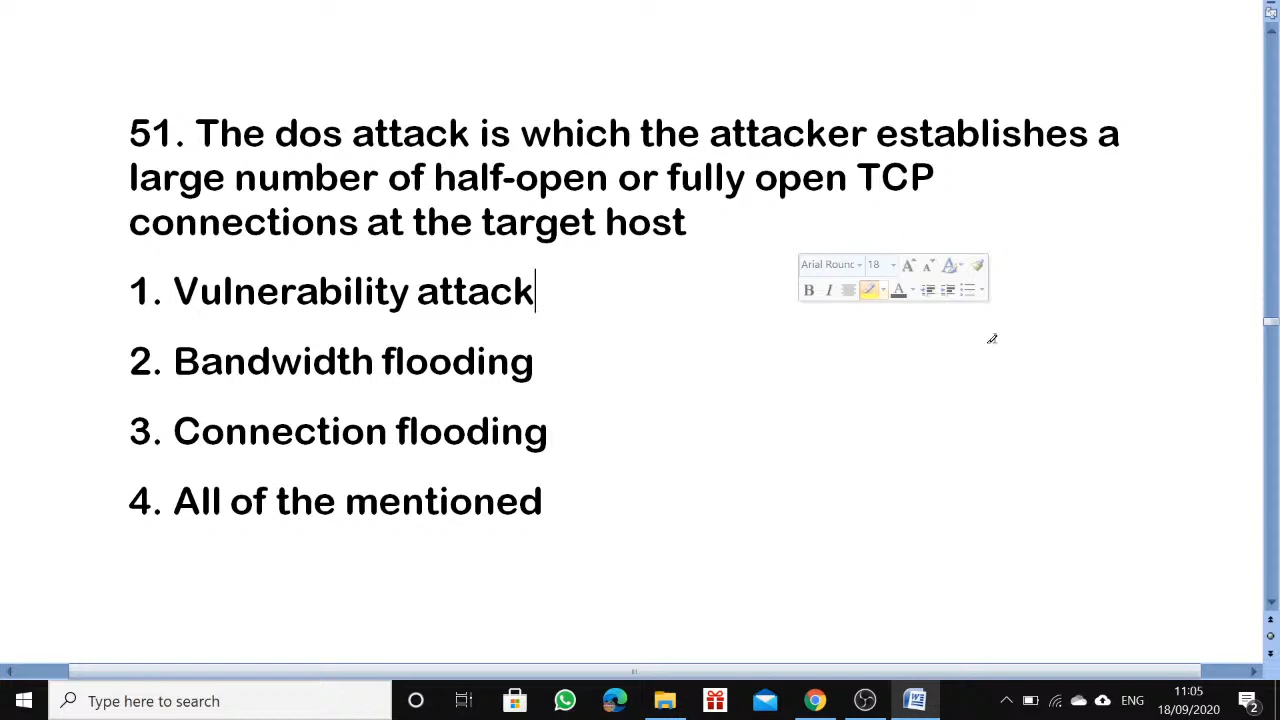 51. The dos attack is which the attacker establishes a
large number of half-open or fully open TCP
connections at the target host
Arial Rounc 18
1. Vulnerability attack
2. Bandwidth flooding
3. Connection flooding
4. All of the mentioned
Type here to search
ENG
11:05
18/09/2020
2